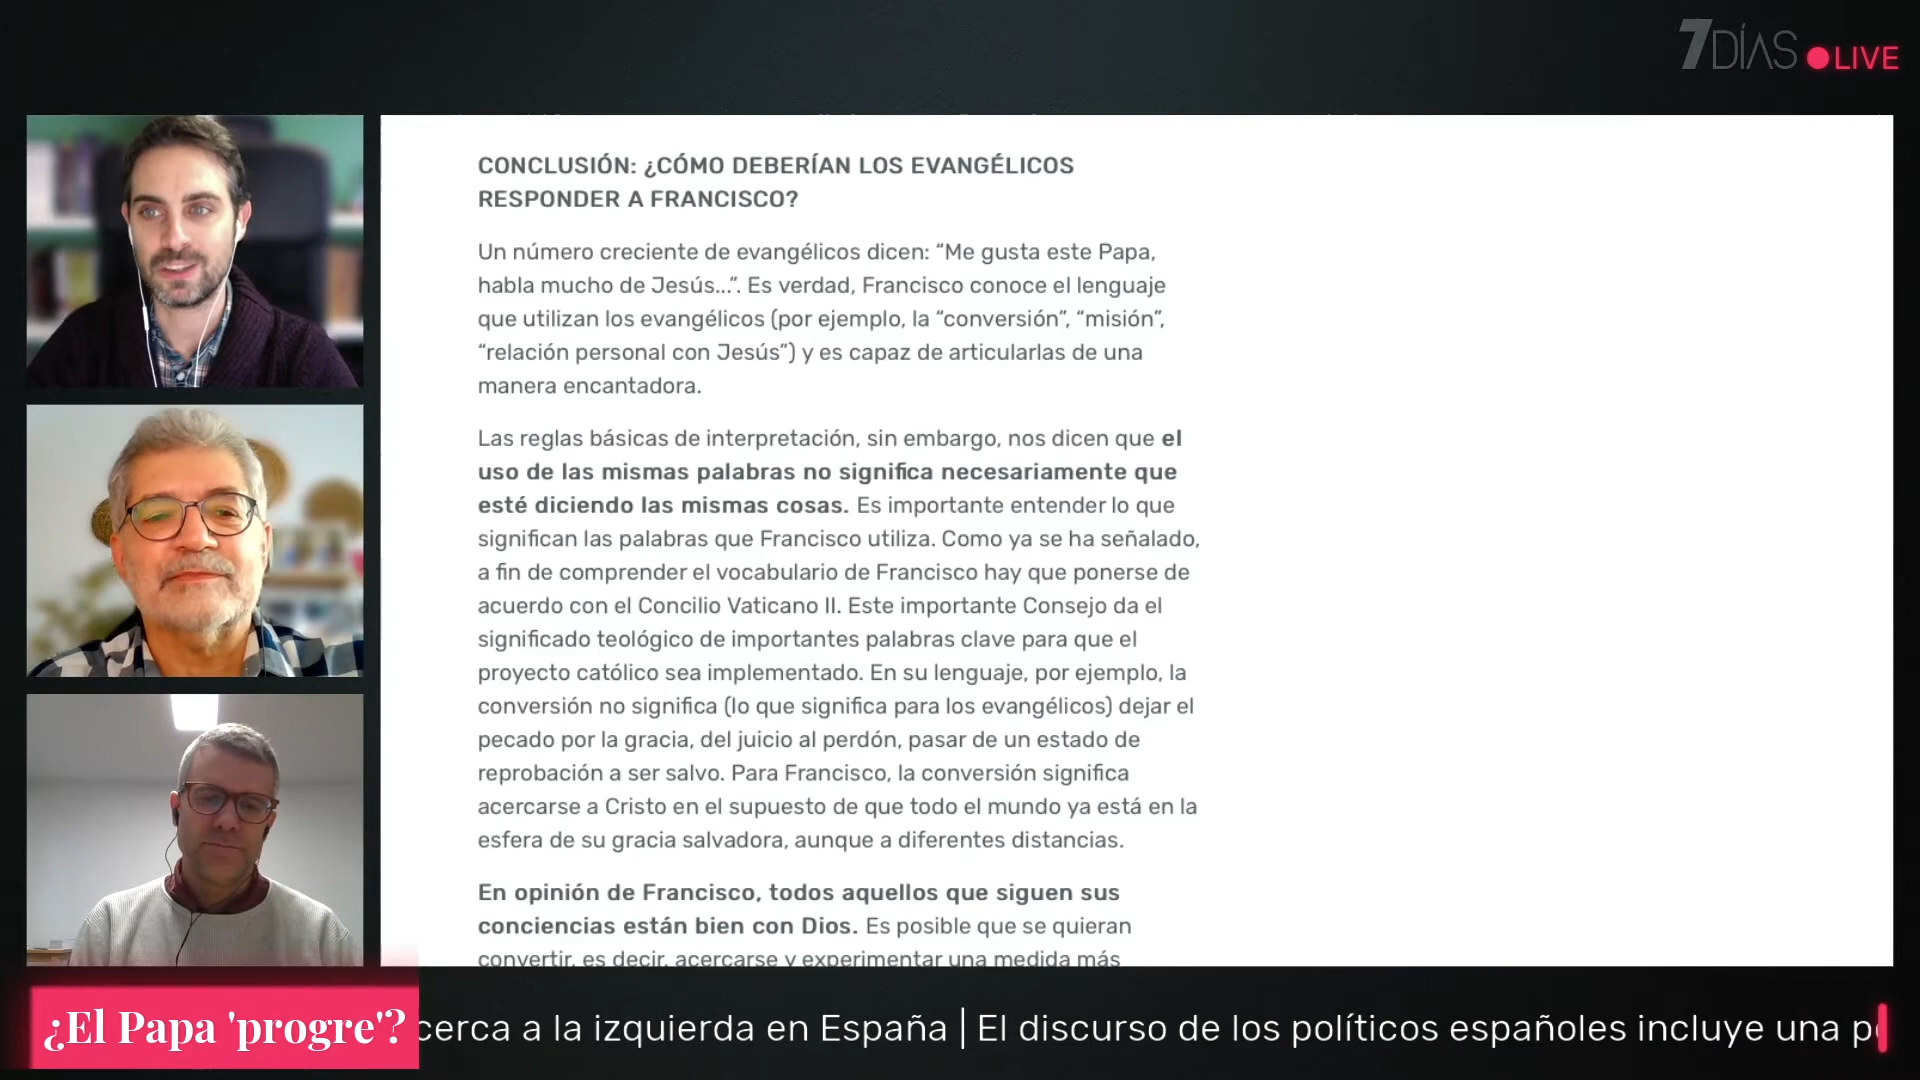 7DÍAS LIVE
CONCLUSIÓN: ¿CÓMO DEBERÍAN LOS EVANGÉLICOS
RESPONDER A FRANCISCO?
Un número creciente de evangélicos dicen: “Me gusta este Papa,
habla mucho de Jesús...”. Es verdad, Francisco conoce el lenguaje
que utilizan los evangélicos (por ejemplo, la “conversión”, “misión”,
“relación personal con Jesús”) y es capaz de articularlas de una
manera encantadora.
Las reglas básicas de interpretación, sin embargo, nos dicen que el
uso de las mismas palabras no significa necesariamente que
esté diciendo las mismas cosas. Es importante entender lo que
significan las palabras que Francisco utiliza. Como ya se ha señalado,
a fin de comprender el vocabulario de Francisco hay que ponerse de
acuerdo con el Concilio Vaticano II. Este importante Consejo da el
significado teológico de importantes palabras clave para que el
proyecto católico sea implementado. En su lenguaje, por ejemplo, la
conversión no significa (lo que significa para los evangélicos) dejar el
pecado por la gracia, del juicio al perdón, pasar de un estado de
reprobación a ser salvo. Para Francisco, la conversión significa
acercarse a Cristo en el supuesto de que todo el mundo ya está en la
esfera de su gracia salvadora, aunque a diferentes distancias.
En opinión de Francisco, todos aquellos que siguen sus
conciencias están bien con Dios. Es posible que se quieran
convertir, es decir, acercarse y experimentar una medida más
¿El Papa 'progre'?
cerca a la izquierda en España | El discurso de los políticos españoles incluye una